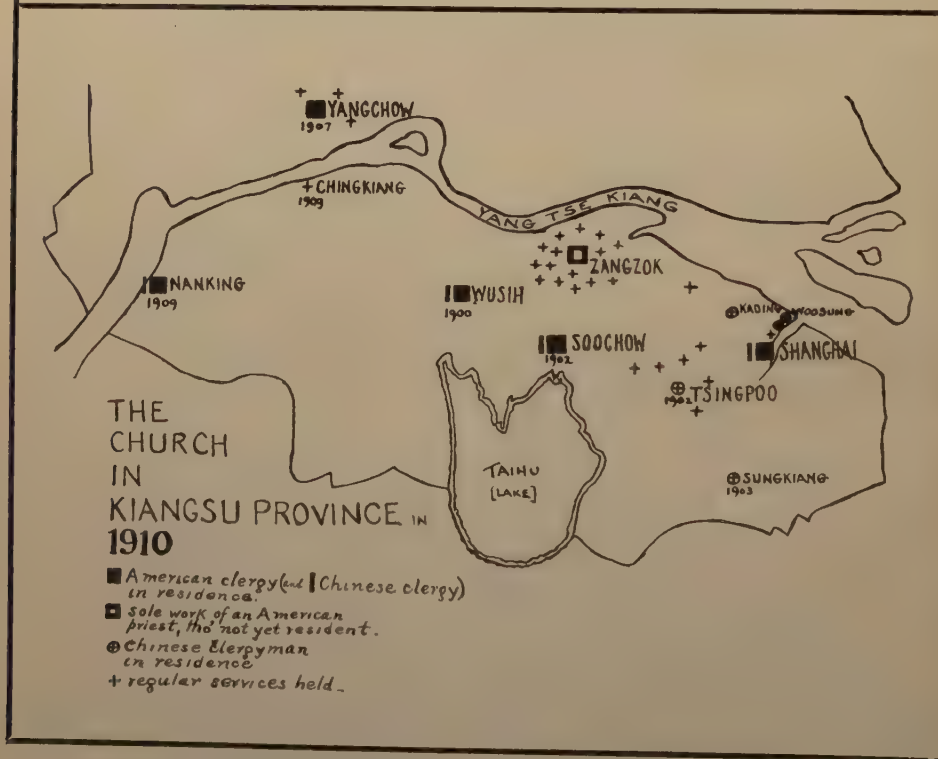 YANGCHOW
1907
CHINGKIANG
1909
YANG TSE KIANG
ZANGZOK
NANKING
1909
WUSIH
1900
KADING
WOOSUNG
SOOCHOW
1902
SHANGHAI
TSINGPOO
1902
TAIHU
[LAKE]
SUNGKIANG
1903
THE
CHURCH
IN
KIANGSU PROVINCE IN
1910
American clergy (and Chinese clergy)
in residence.
sole work of an American
priest, tho' not yet resident.
Chinese Clergyman
in residence
regular services held.